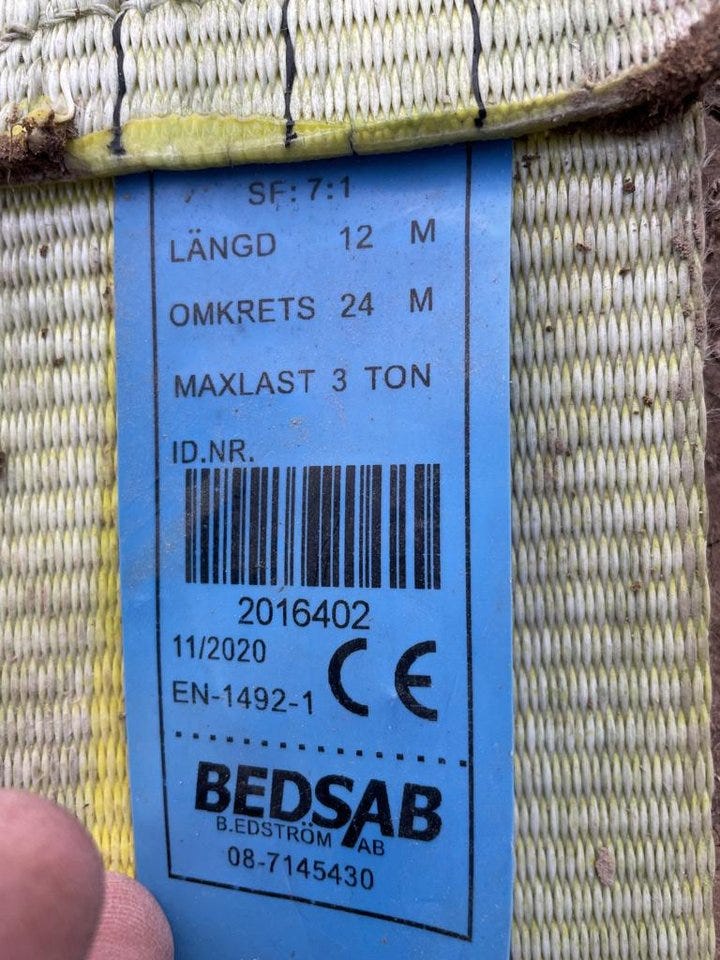 SF: 7:1
LÄNGD 12 M
OMKRETS 24 M
MAXLAST 3 TON
ID.NR.
2016402
11/2020
EN-1492-1
CE
BEDSAB
B.EDSTRÖM AB
08-7145430